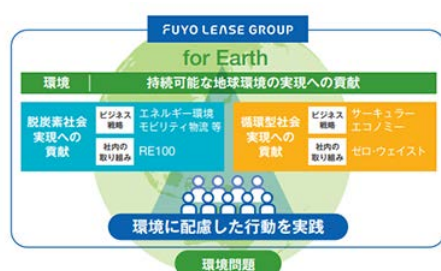 FUYO LEASE GROUP
for Earth
環境 持続可能な地球環境の実現への貢献
脱炭素社会
実現への
貢献
ビジネス
戦略
エネルギー環境
モビリティ物流 等
社内の
取り組み
RE100
循環型社会
実現への
貢献
ビジネス
戦略
サーキュラー
エコノミー
社内の
取り組み
ゼロ・ウェイスト
環境に配慮した行動を実践
環境問題